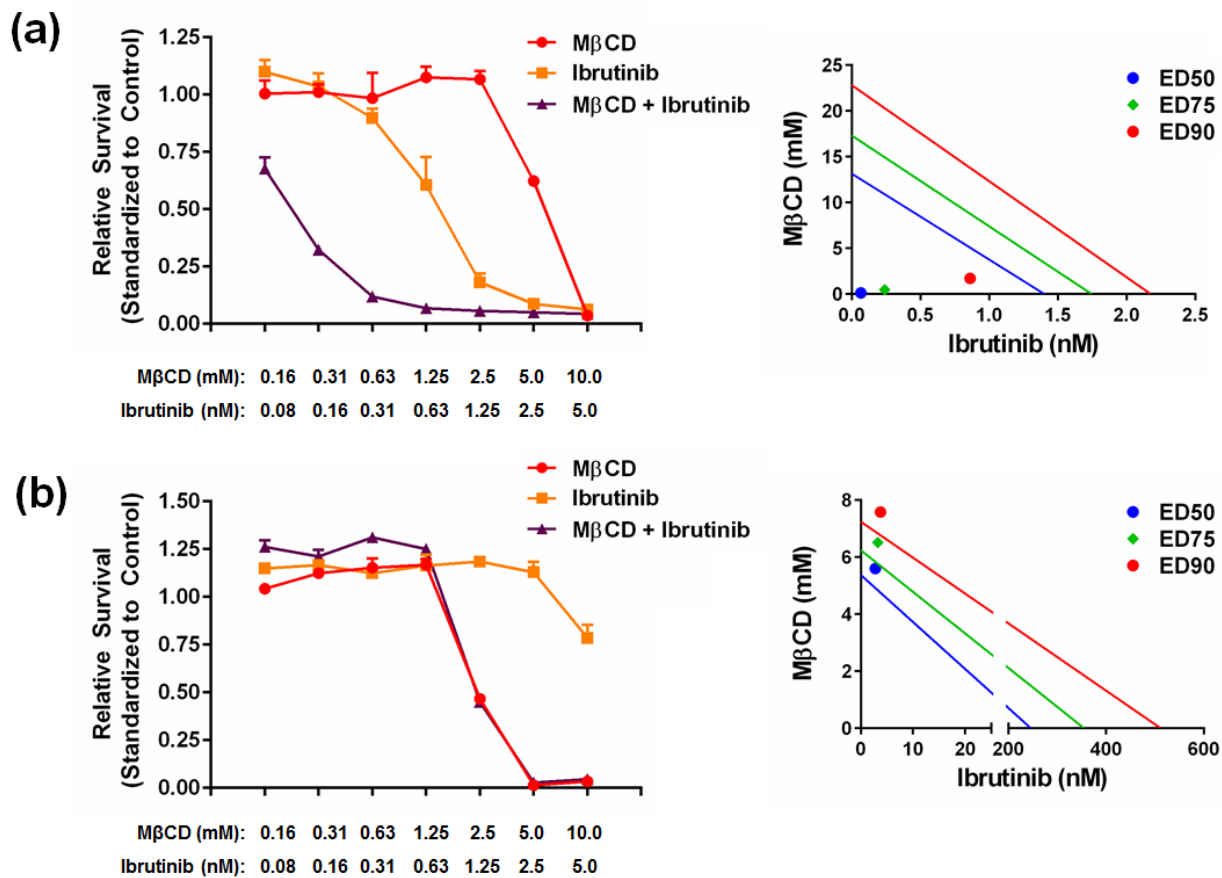 (a)
MβCD
Ibrutinib
MβCD + Ibrutinib
Relative Survival
(Standardized to Control)
1.25
1.00
0.75
0.50
0.25
0.00
MβCD (mM): 0.16 0.31 0.63 1.25 2.5 5.0 10.0
Ibrutinib (nM): 0.08 0.16 0.31 0.63 1.25 2.5 5.0
ED50
ED75
ED90
MβCD (mM)
25
20
15
10
5
0
0.0 0.5 1.0 1.5 2.0 2.5
Ibrutinib (nM)
(b)
MβCD
Ibrutinib
MβCD + Ibrutinib
Relative Survival
(Standardized to Control)
1.50
1.25
1.00
0.75
0.50
0.25
0.00
MβCD (mM): 0.16 0.31 0.63 1.25 2.5 5.0 10.0
Ibrutinib (nM): 0.08 0.16 0.31 0.63 1.25 2.5 5.0
ED50
ED75
ED90
MβCD (mM)
8
6
4
2
0
0 10 20 200 400 600
Ibrutinib (nM)